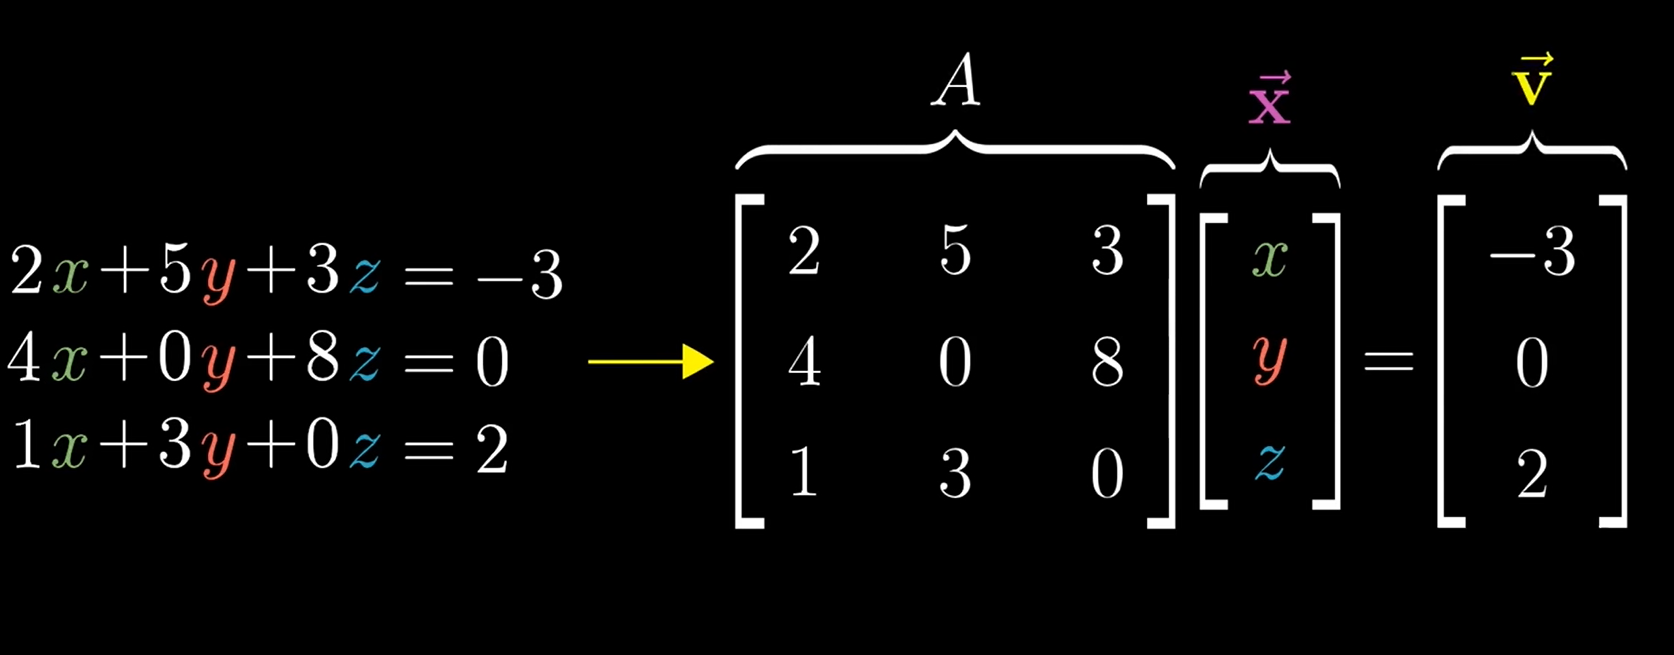 A x⃗ v⃗
2x+5y+3z = −3
4x+0y+8z = 0
1x+3y+0z = 2
[2 5 3] [x] [−3]
[4 0 8] [y] = [0]
[1 3 0] [z] [2]